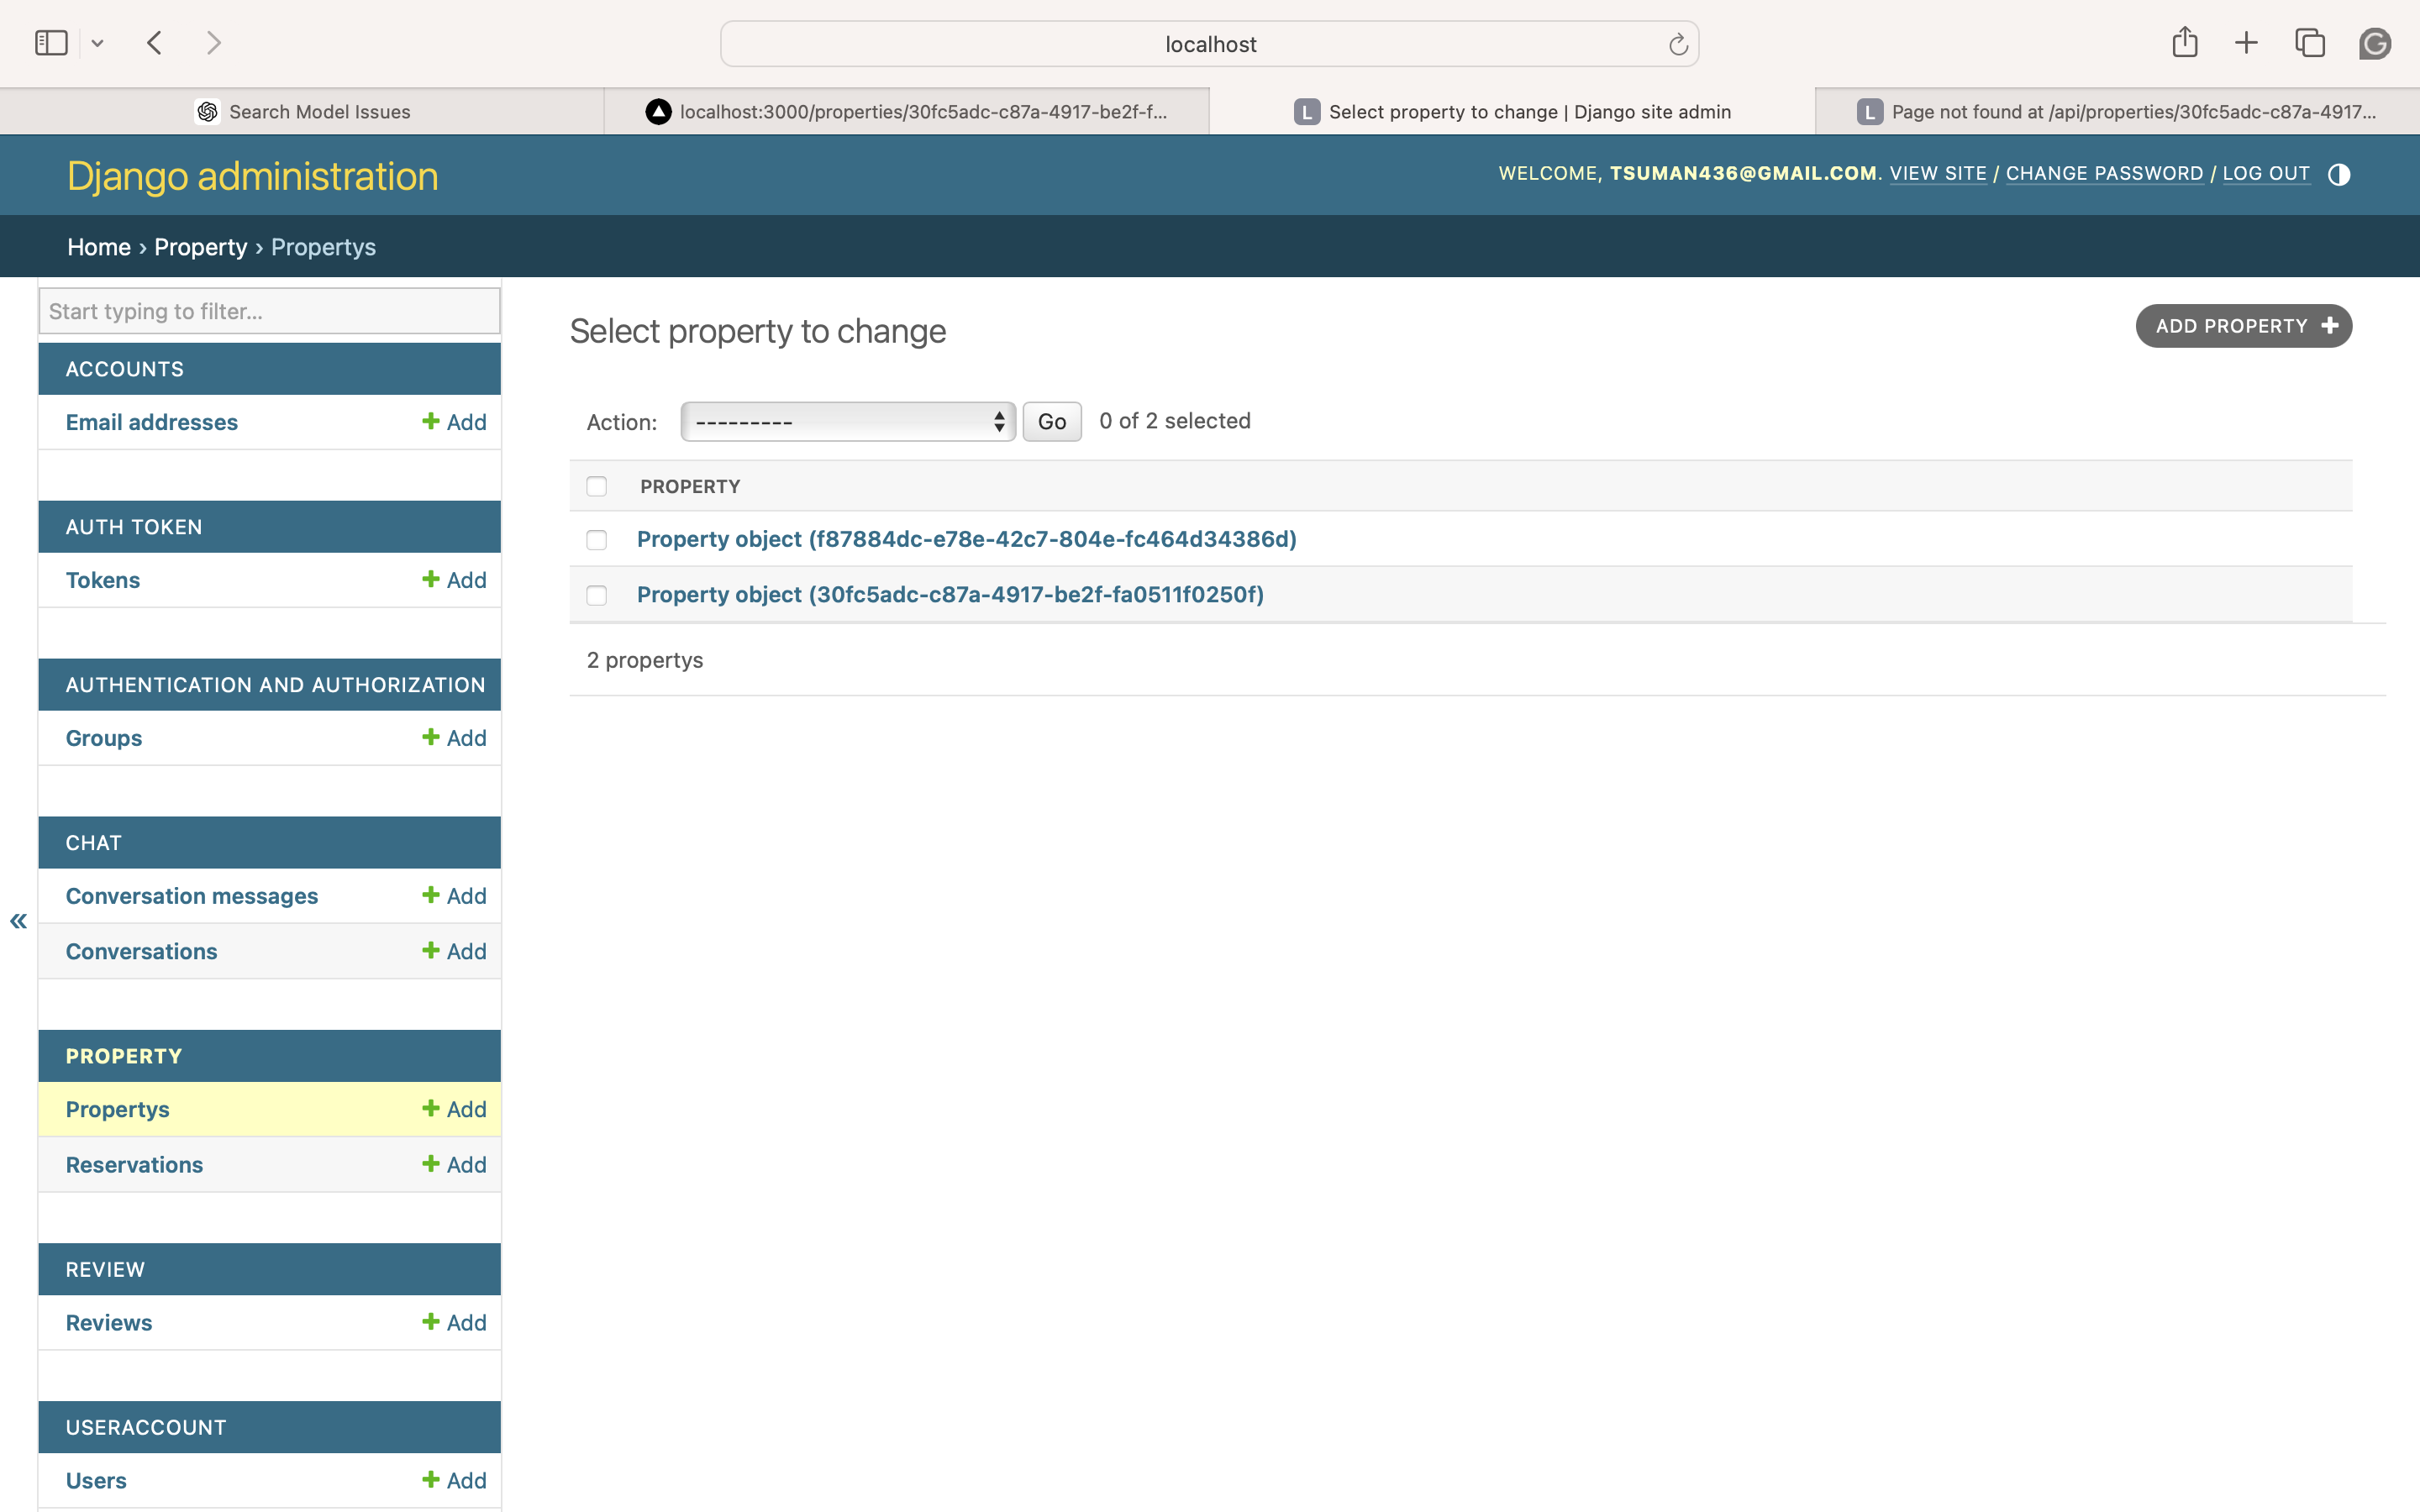 localhost
Search Model Issues
localhost:3000/properties/30fc5adc-c87a-4917-be2f-f...
Select property to change | Django site admin
Page not found at /api/properties/30fc5adc-c87a-4917...
Django administration
WELCOME, TSUMAN436@GMAIL.COM. VIEW SITE / CHANGE PASSWORD / LOG OUT
Home › Property › Propertys
Start typing to filter...
ACCOUNTS
Email addresses + Add
AUTH TOKEN
Tokens + Add
AUTHENTICATION AND AUTHORIZATION
Groups + Add
CHAT
Conversation messages + Add
Conversations + Add
PROPERTY
Propertys + Add
Reservations + Add
REVIEW
Reviews + Add
USERACCOUNT
Users + Add
«
Select property to change
ADD PROPERTY +
Action: --------- Go 0 of 2 selected
PROPERTY
Property object (f87884dc-e78e-42c7-804e-fc464d34386d)
Property object (30fc5adc-c87a-4917-be2f-fa0511f0250f)
2 propertys